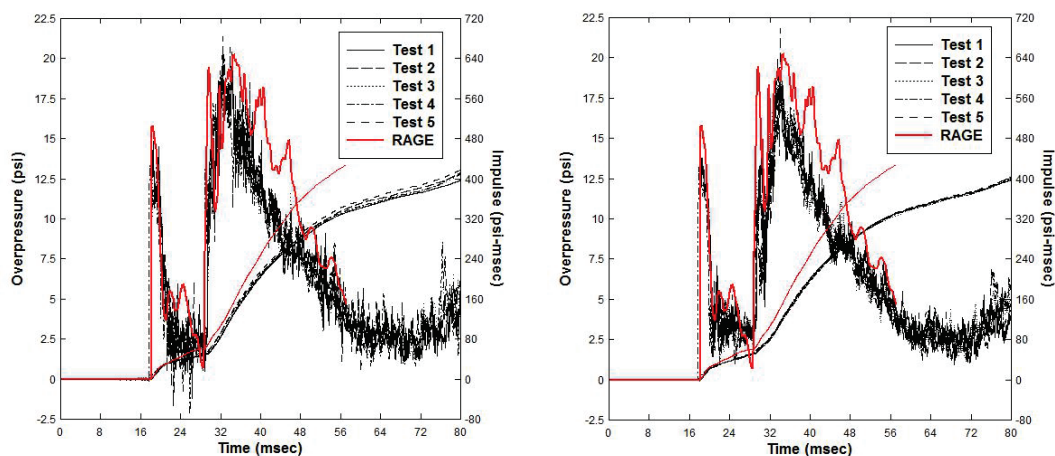 22.5
20
17.5
15
12.5
10
7.5
5
2.5
0
2.5
Overpressure (psi)
0 8 16 24 32 40 48 56 64 72 80
Time (msec)
720
640
560
480
400
320
240
160
80
0
-80
Impulse (psi-msec)
Test 1
Test 2
Test 3
Test 4
Test 5
RAGE
22.5
20
17.5
15
12.5
10
7.5
5
2.5
0
2.5
Overpressure (psi)
0 8 16 24 32 40 48 56 64 72 80
Time (msec)
720
640
560
480
400
320
240
160
80
0
-80
Impulse (psi-msec)
Test 1
Test 2
Test 3
Test 4
Test 5
RAGE